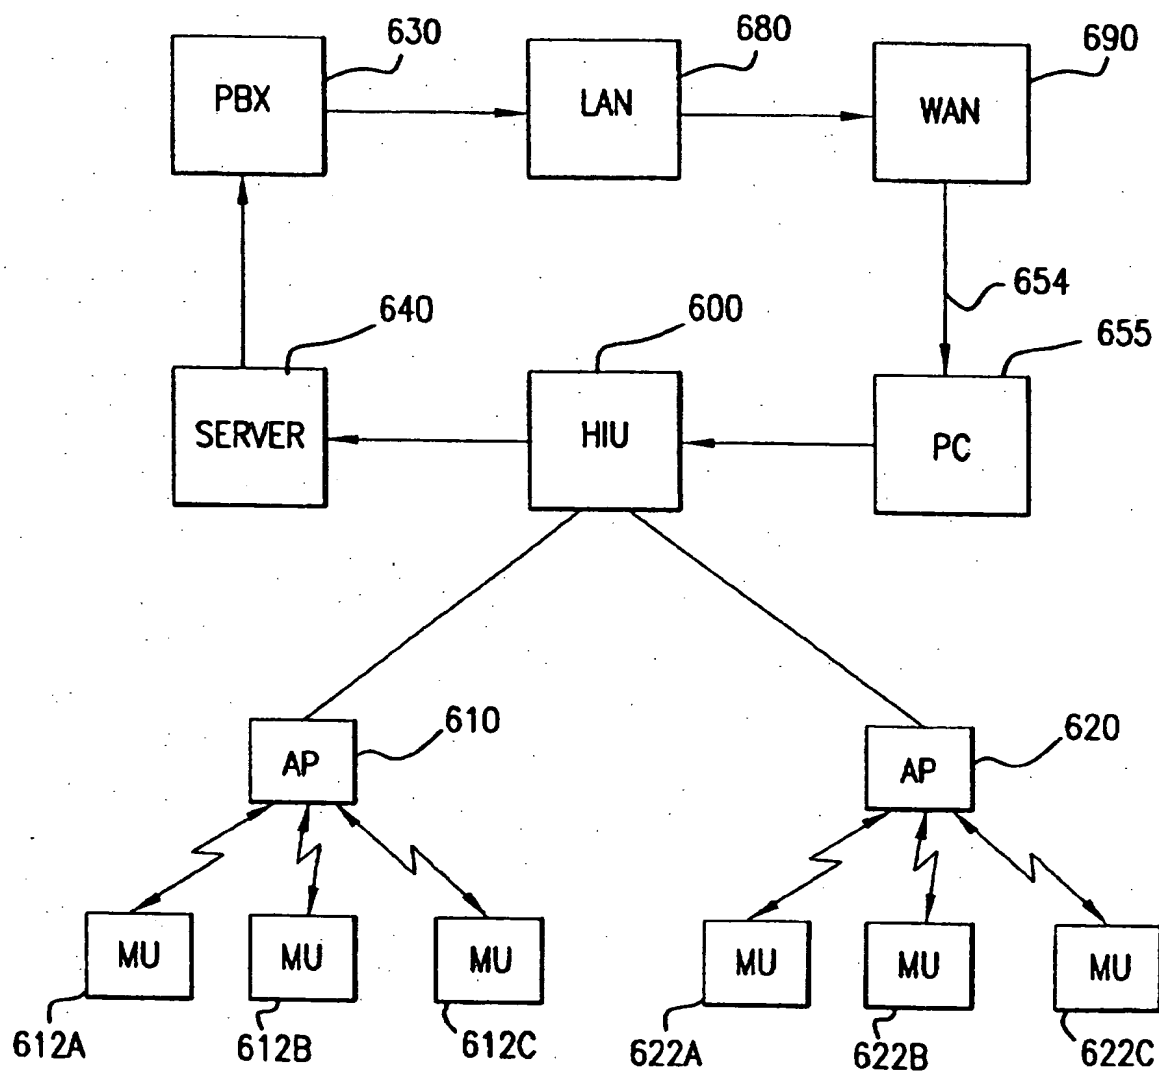 630
680
690
PBX
LAN
WAN
654
640
600
655
SERVER
HIU
PC
610
620
AP
AP
MU
MU
MU
MU
MU
MU
612A
612B
612C
622A
622B
622C